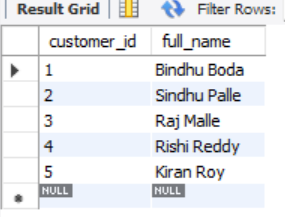 Result Grid Filter Rows:
customer_id full_name
1 Bindhu Boda
2 Sindhu Palle
3 Raj Malle
4 Rishi Reddy
5 Kiran Roy
NULL NULL